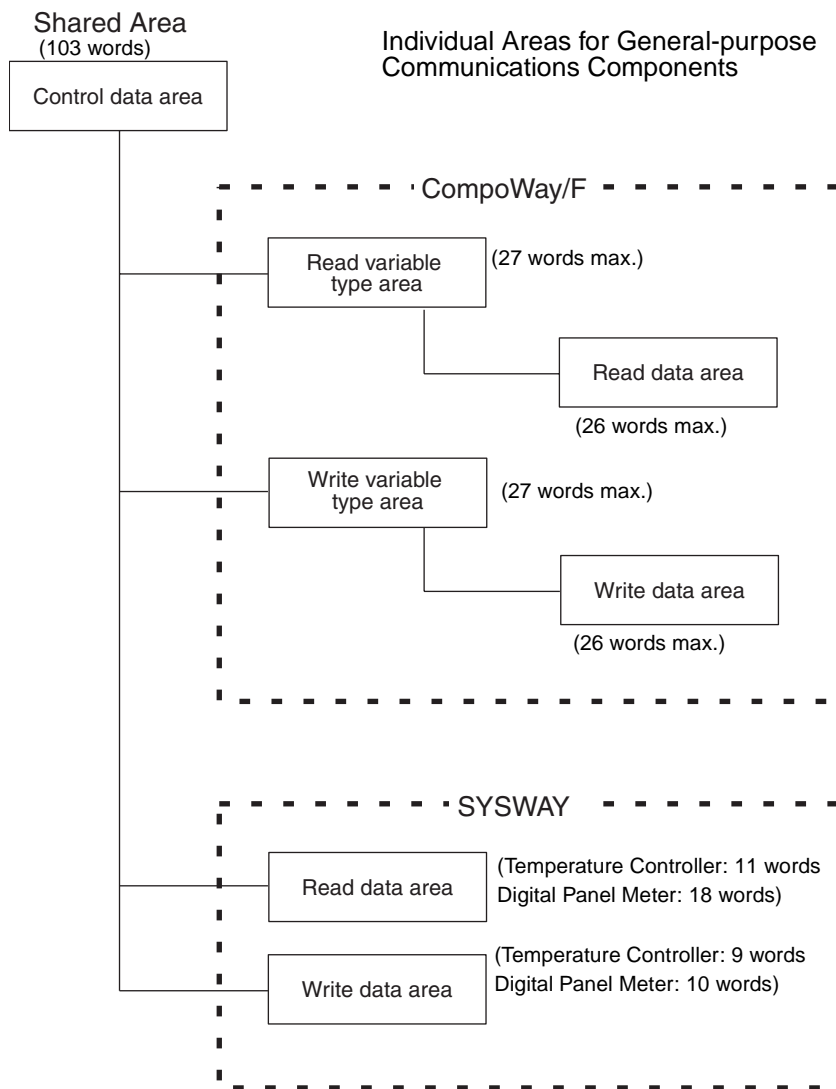 Shared Area
(103 words)
Control data area
Individual Areas for General-purpose
Communications Components
CompoWay/F
Read variable
type area
(27 words max.)
Read data area
(26 words max.)
Write variable
type area
(27 words max.)
Write data area
(26 words max.)
SYSWAY
Read data area
(Temperature Controller: 11 words
Digital Panel Meter: 18 words)
Write data area
(Temperature Controller: 9 words
Digital Panel Meter: 10 words)